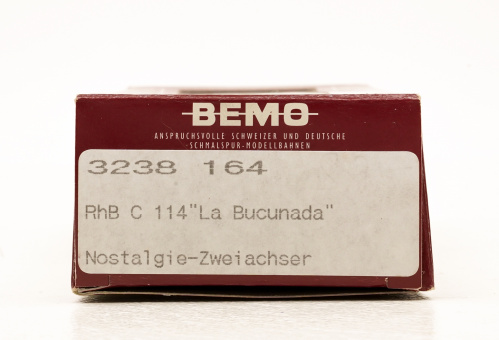 BEMO
ANSPRUCHSVOLLE SCHWEIZER UND DEUTSCHE
SCHMALSPUR-MODELLBAHNEN
3238 164
RhB C 114"La Bucunada"
Nostalgie-Zweiachser